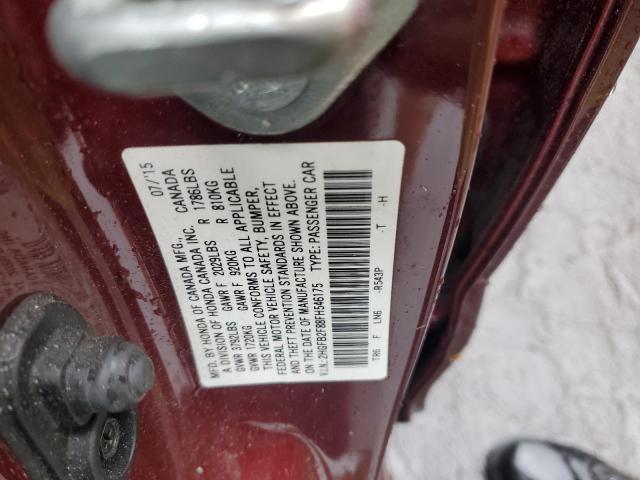 MFD. BY HONDA OF CANADA MFG., 07/'15
A DIVISION OF HONDA CANADA INC. CANADA
GVWR 3792LBS GAWR F 2029LBS R 1786LBS
GVWR 1720KG GAWR F 920KG R 810KG
THIS VEHICLE CONFORMS TO ALL APPLICABLE
FEDERAL MOTOR VEHICLE SAFETY, BUMPER,
AND THEFT PREVENTION STANDARDS IN EFFECT
ON THE DATE OF MANUFACTURE SHOWN ABOVE.
V.I.N.:2HGFB2F88FH546175 TYPE: PASSENGER CAR
-R543P -T -H
TR6 F LN6